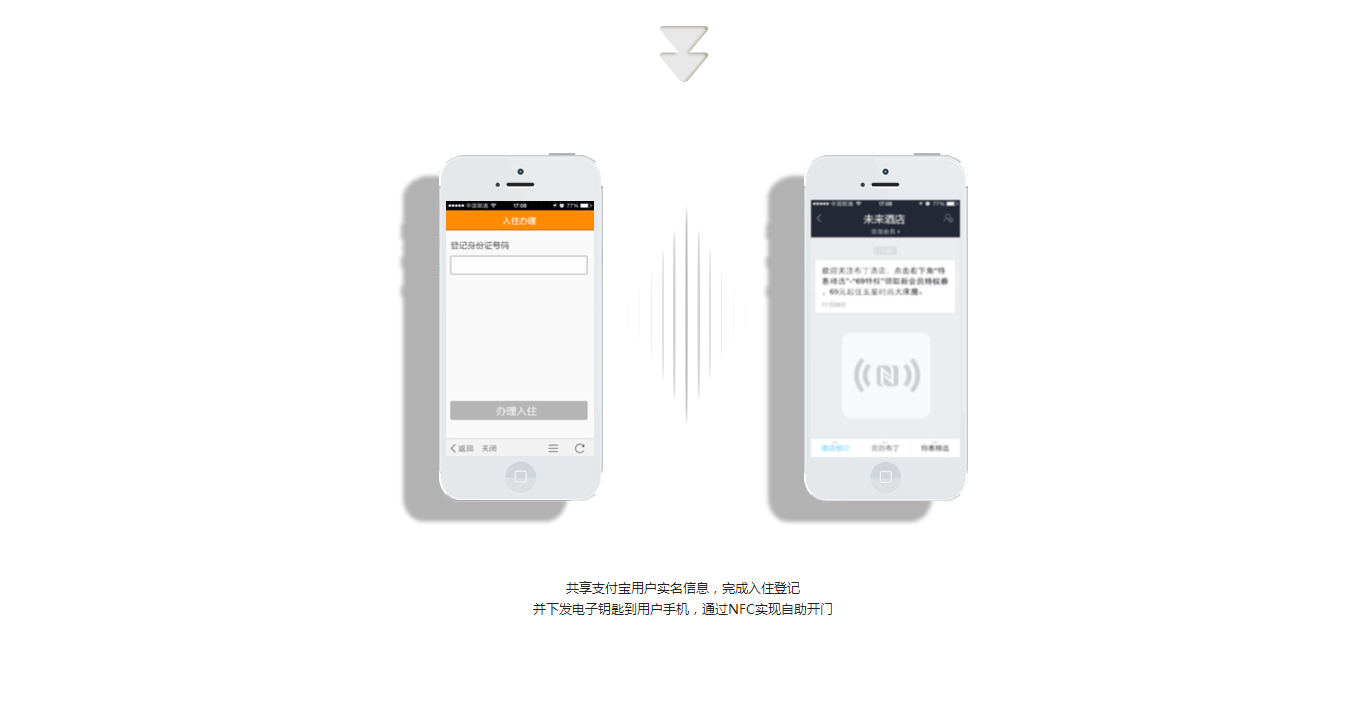 中国联通 17:08 77%
入住办理
登记身份证号码
办理入住
返回 关闭
中国联通 17:08 77%
未来酒店
添加会员
欢迎关注布丁酒店，点击右下角“特
惠精选”-“69特权”领取新会员特权券
，69元起住五星时尚大床房。
酒店预订 我的布丁 特惠精选
共享支付宝用户实名信息，完成入住登记
并下发电子钥匙到用户手机，通过NFC实现自助开门